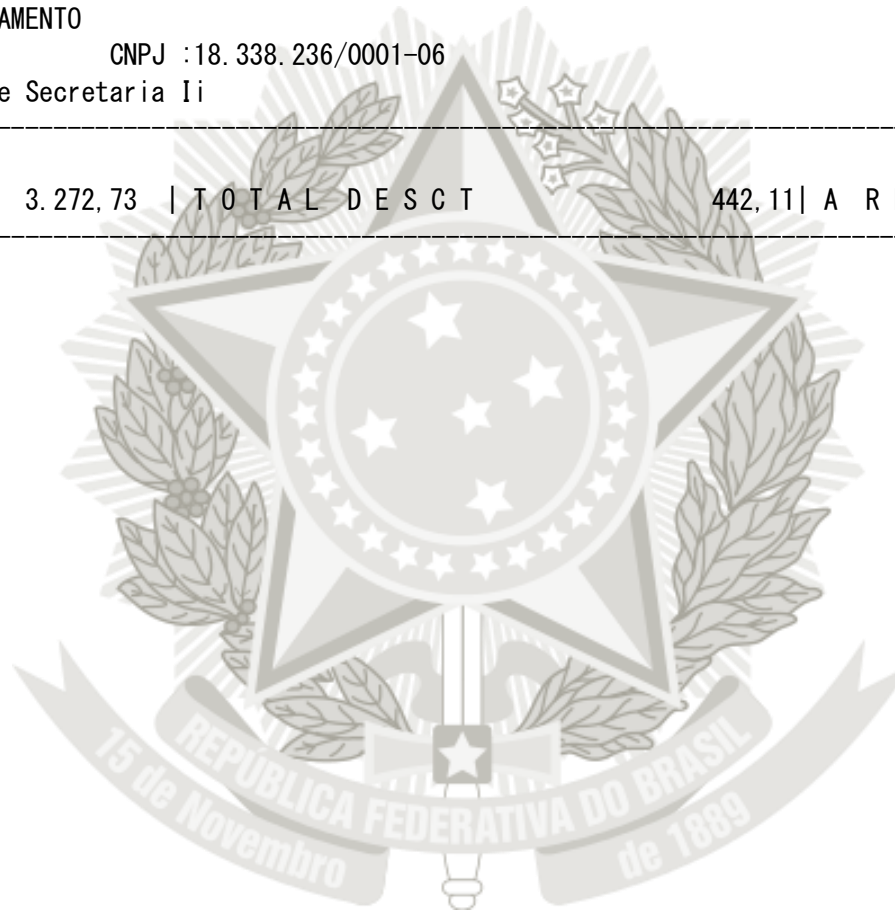 AMENTO
CNPJ :18.338.236/0001-06
e Secretaria Ii
3.272,73 | T O T A L D E S C T 442,11| A R
REPÚBLICA FEDERATIVA DO BRASIL
15 de Novembro de 1889